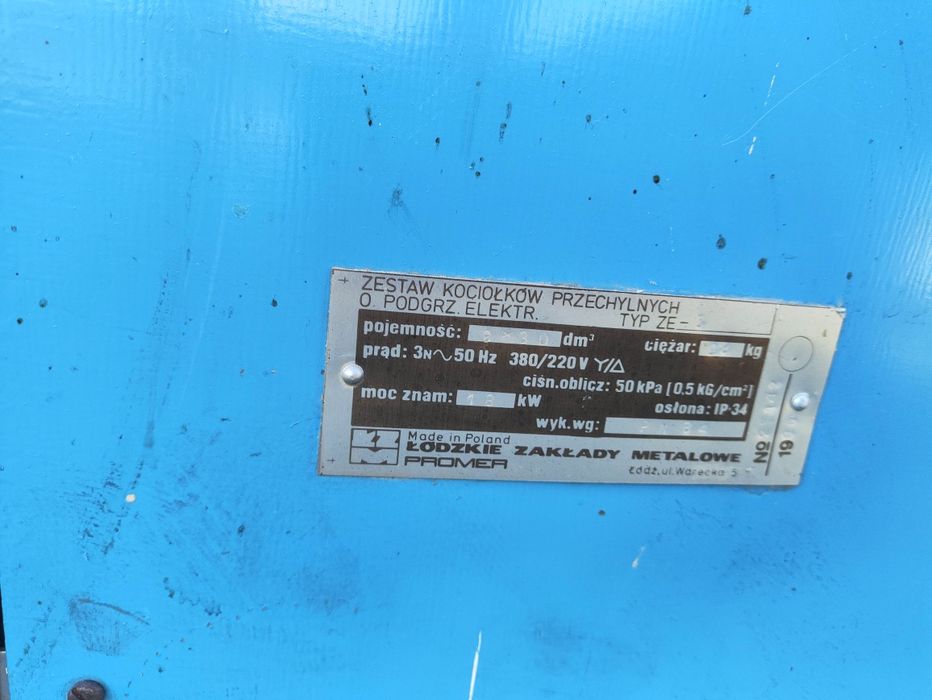 ZESTAW KOCIOŁKÓW PRZECHYLNYCH
O. PODGRZ. ELEKTR. TYP ZE-
pojemność: dm³ ciężar: kg
prąd: 3N~50 Hz 380/220 V Y/Δ
ciśn.oblicz: 50 kPa [0,5 kG/cm²]
moc znam: 18 kW osłona: IP-34
wyk.wg:
Made in Poland
ŁÓDZKIE ZAKŁADY METALOWE
PROMER Łódź, ul. Warecka 5
Nº
19